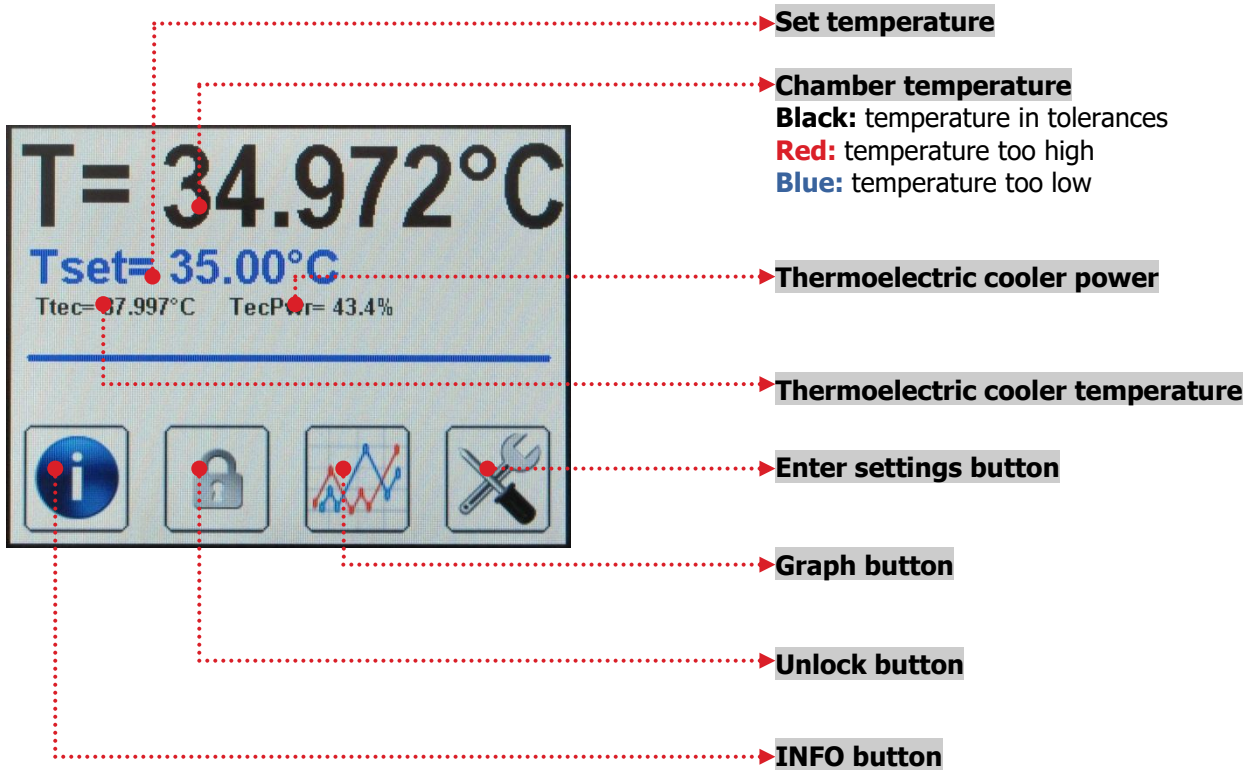 Set temperature
Chamber temperature
Black: temperature in tolerances
Red: temperature too high
Blue: temperature too low
T= 34.972°C
Tset= 35.00°C
Ttec= 37.997°C TecPwr= 43.4%
Thermoelectric cooler power
Thermoelectric cooler temperature
Enter settings button
Graph button
Unlock button
INFO button